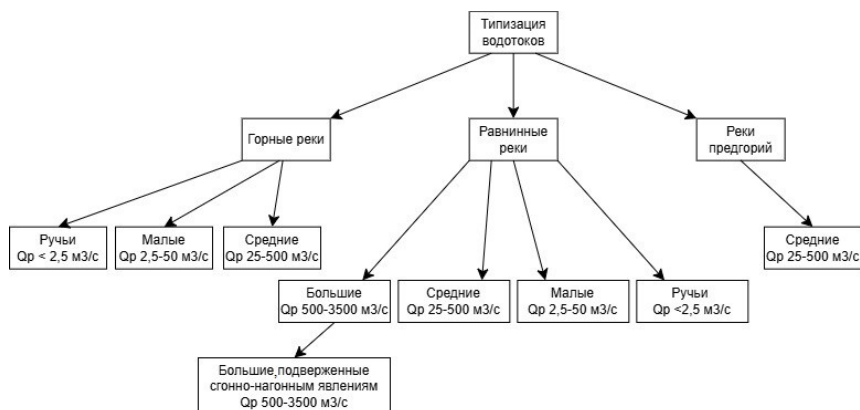 Типизация
водотоков
Горные реки
Равнинные
реки
Реки
предгорий
Ручьи
Qp < 2,5 м3/с
Малые
Qp 2,5-50 м3/с
Средние
Qp 25-500 м3/с
Средние
Qp 25-500 м3/с
Большие
Qp 500-3500 м3/с
Средние
Qp 25-500 м3/с
Малые
Qp 2,5-50 м3/с
Ручьи
Qp <2,5 м3/с
Большие,подверженные
сгонно-нагонным явлениям
Qp 500-3500 м3/с